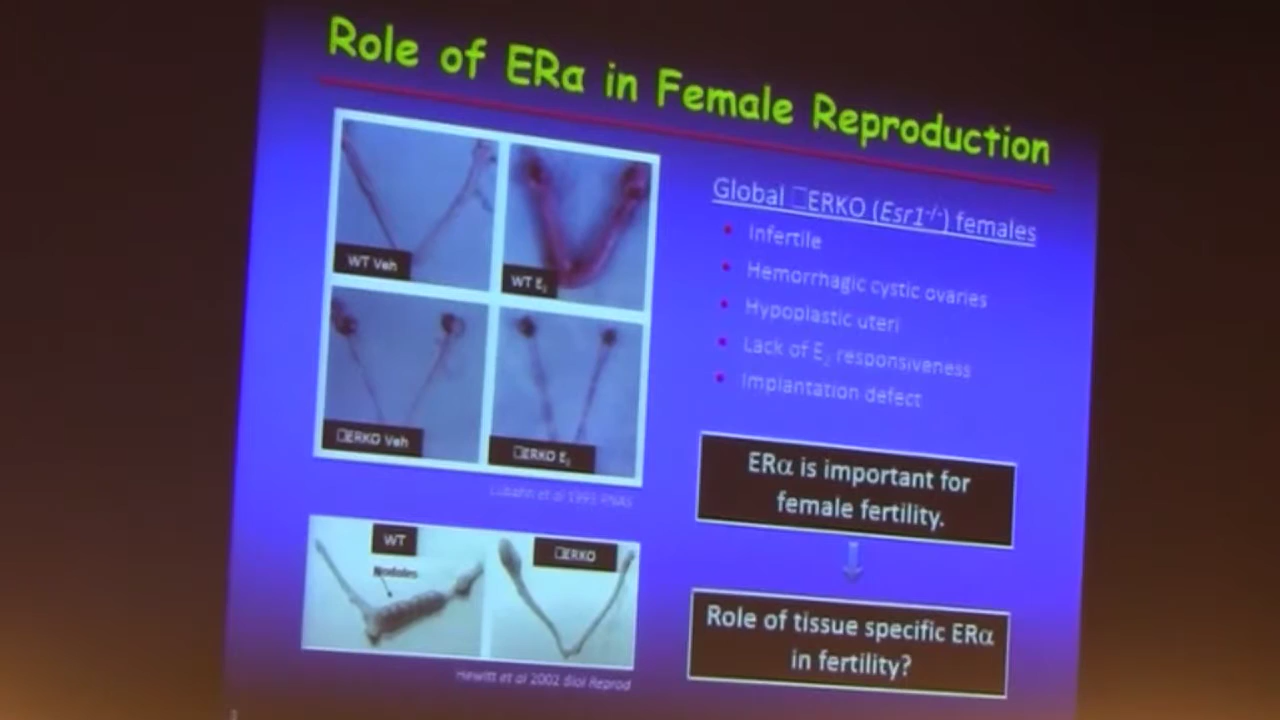 Role of ERα in Female Reproduction
WT Veh
WT E₂
□ERKO Veh
□ERKO E₂
Lubahn et al 1993 PNAS
WT
Nodules
□ERKO
Hewitt et al 2002 Biol Reprod
Global □ERKO (Esr1-/-) females
• Infertile
• Hemorrhagic cystic ovaries
• Hypoplastic uteri
• Lack of E₂ responsiveness
• Implantation defect
ERα is important for
female fertility.
Role of tissue specific ERα
in fertility?